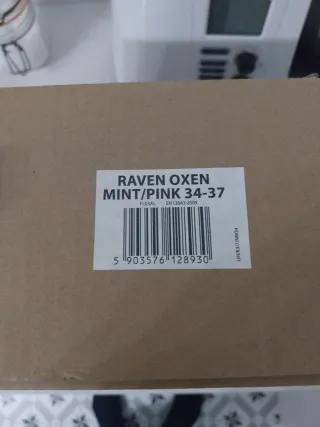 RAVEN OXEN
MINT/PINK 34-37
5 903576 128930